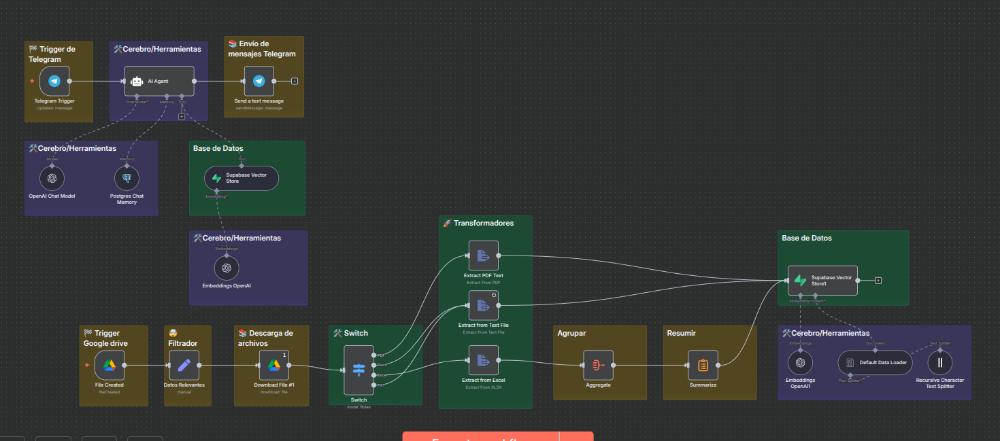 🏁 Trigger de
Telegram
Telegram Trigger
Updates: message
🛠️Cerebro/Herramientas
AI Agent
Chat Model*
Memory
Tool
📚 Envío de
mensajes Telegram
Send a text message
sendMessage: message
🛠️Cerebro/Herramientas
Model
OpenAI Chat Model
Memory
Postgres Chat
Memory
Base de Datos
Tool
Supabase Vector
Store
Embedding*
🛠️Cerebro/Herramientas
Embeddings
Embeddings OpenAI
🏁 Trigger
Google drive
File Created
fileCreated
🤯
Filtrador
Datos Relevantes
manual
📚 Descarga de
archivos
1
Download File #1
download: file
🛠️ Switch
PDF
Docs
Excel
TXT
Switch
mode: Rules
🚀 Transformadores
Extract PDF Text
Extract From PDF
Extract from Text File
Extract From Text File
Extract from Excel
Extract From XLSX
Agrupar
Aggregate
Resumir
Summarize
Base de Datos
Supabase Vector
Store1
Document*
🛠️Cerebro/Herramientas
Embeddings
Embeddings
OpenAI1
Document
Default Data Loader
Text Splitter*
Text Splitter
Recursive Character
Text Splitter